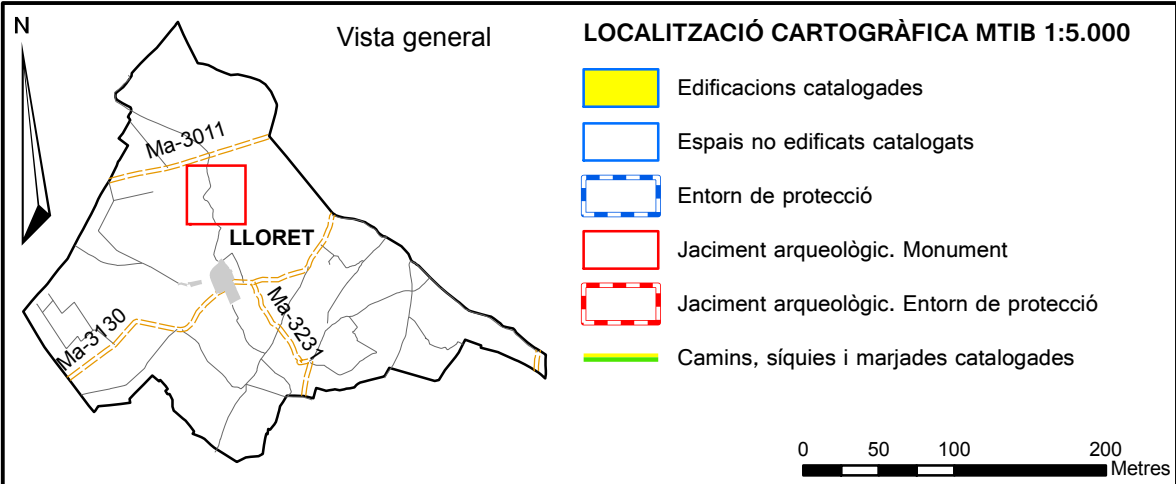 N
Vista general
Ma-3011
LLORET
Ma-3130
Ma-3231
LOCALITZACIÓ CARTOGRÀFICA MTIB 1:5.000
Edificacions catalogades
Espais no edificats catalogats
Entorn de protecció
Jaciment arqueològic. Monument
Jaciment arqueològic. Entorn de protecció
Camins, síquies i marjades catalogades
0 50 100 200
Metres